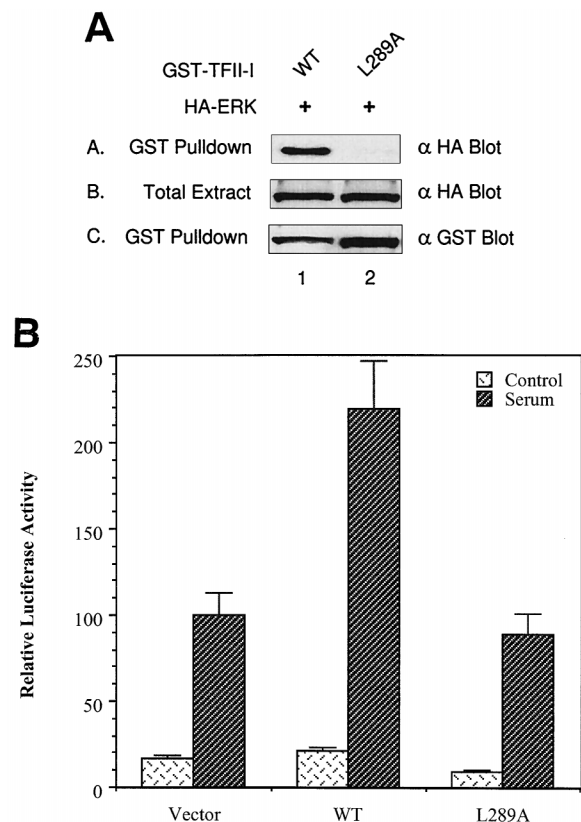 A
GST-TFII-I WT L289A
HA-ERK + +
A. GST Pulldown α HA Blot
B. Total Extract α HA Blot
C. GST Pulldown α GST Blot
1 2
B
250
200
150
100
50
0
Relative Luciferase Activity
Control
Serum
Vector WT L289A